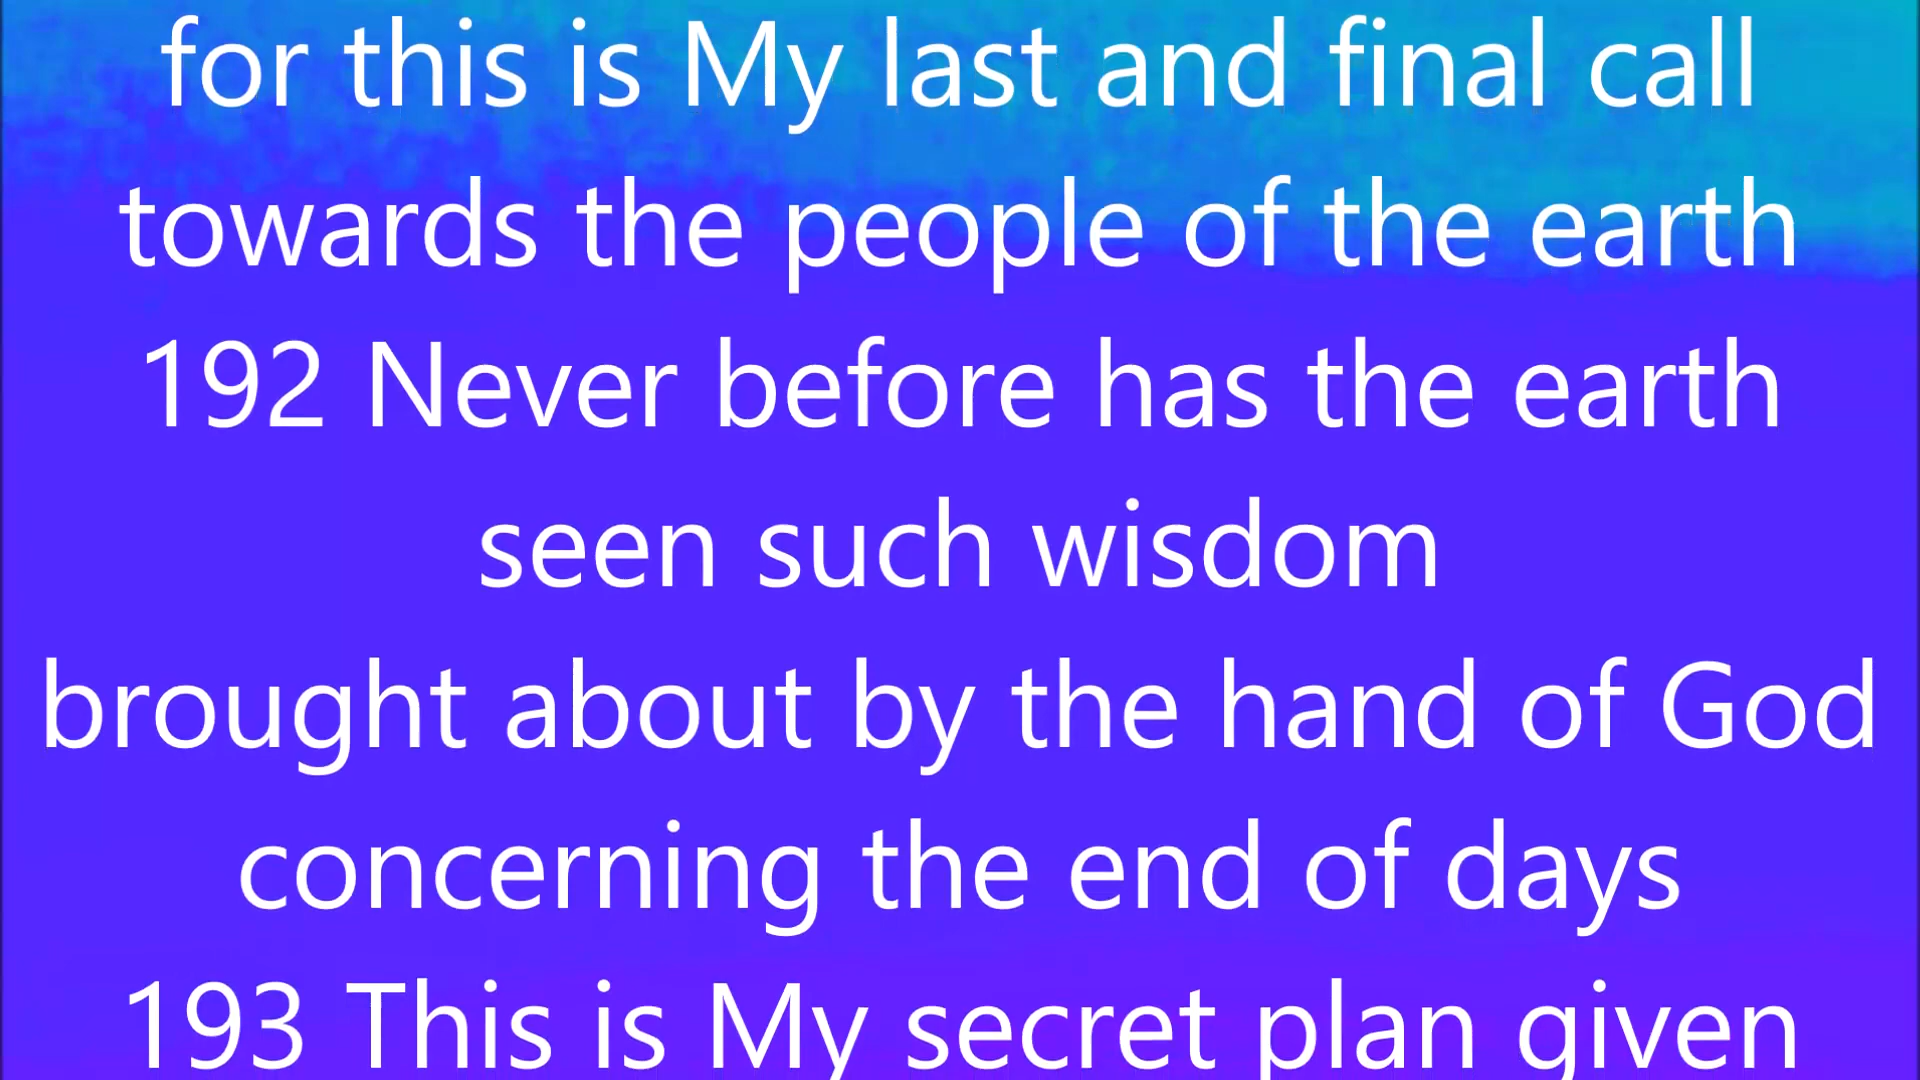 for this is My last and final call
towards the people of the earth
192 Never before has the earth
seen such wisdom
brought about by the hand of God
concerning the end of days
193 This is My secret plan given